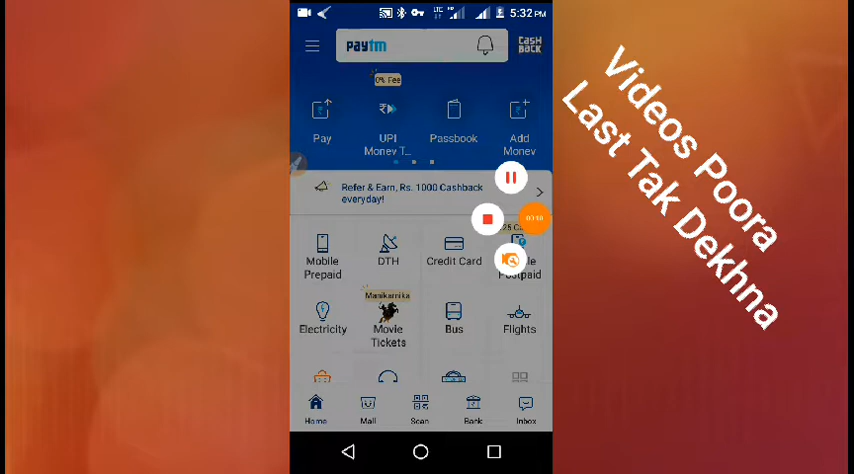 LTE
5:32 PM
paytm
CASH
BACK
0% Fee
Pay
UPI
Money T...
Passbook
Add
Money
Refer & Earn, Rs. 1000 Cashback
everyday!
Mobile
Prepaid
DTH
Credit Card
Postpaid
Electricity
Manikarnika
Movie
Tickets
Bus
Flights
Home
Mall
Scan
Bank
Inbox
Videos Poora
Last Tak Dekhna